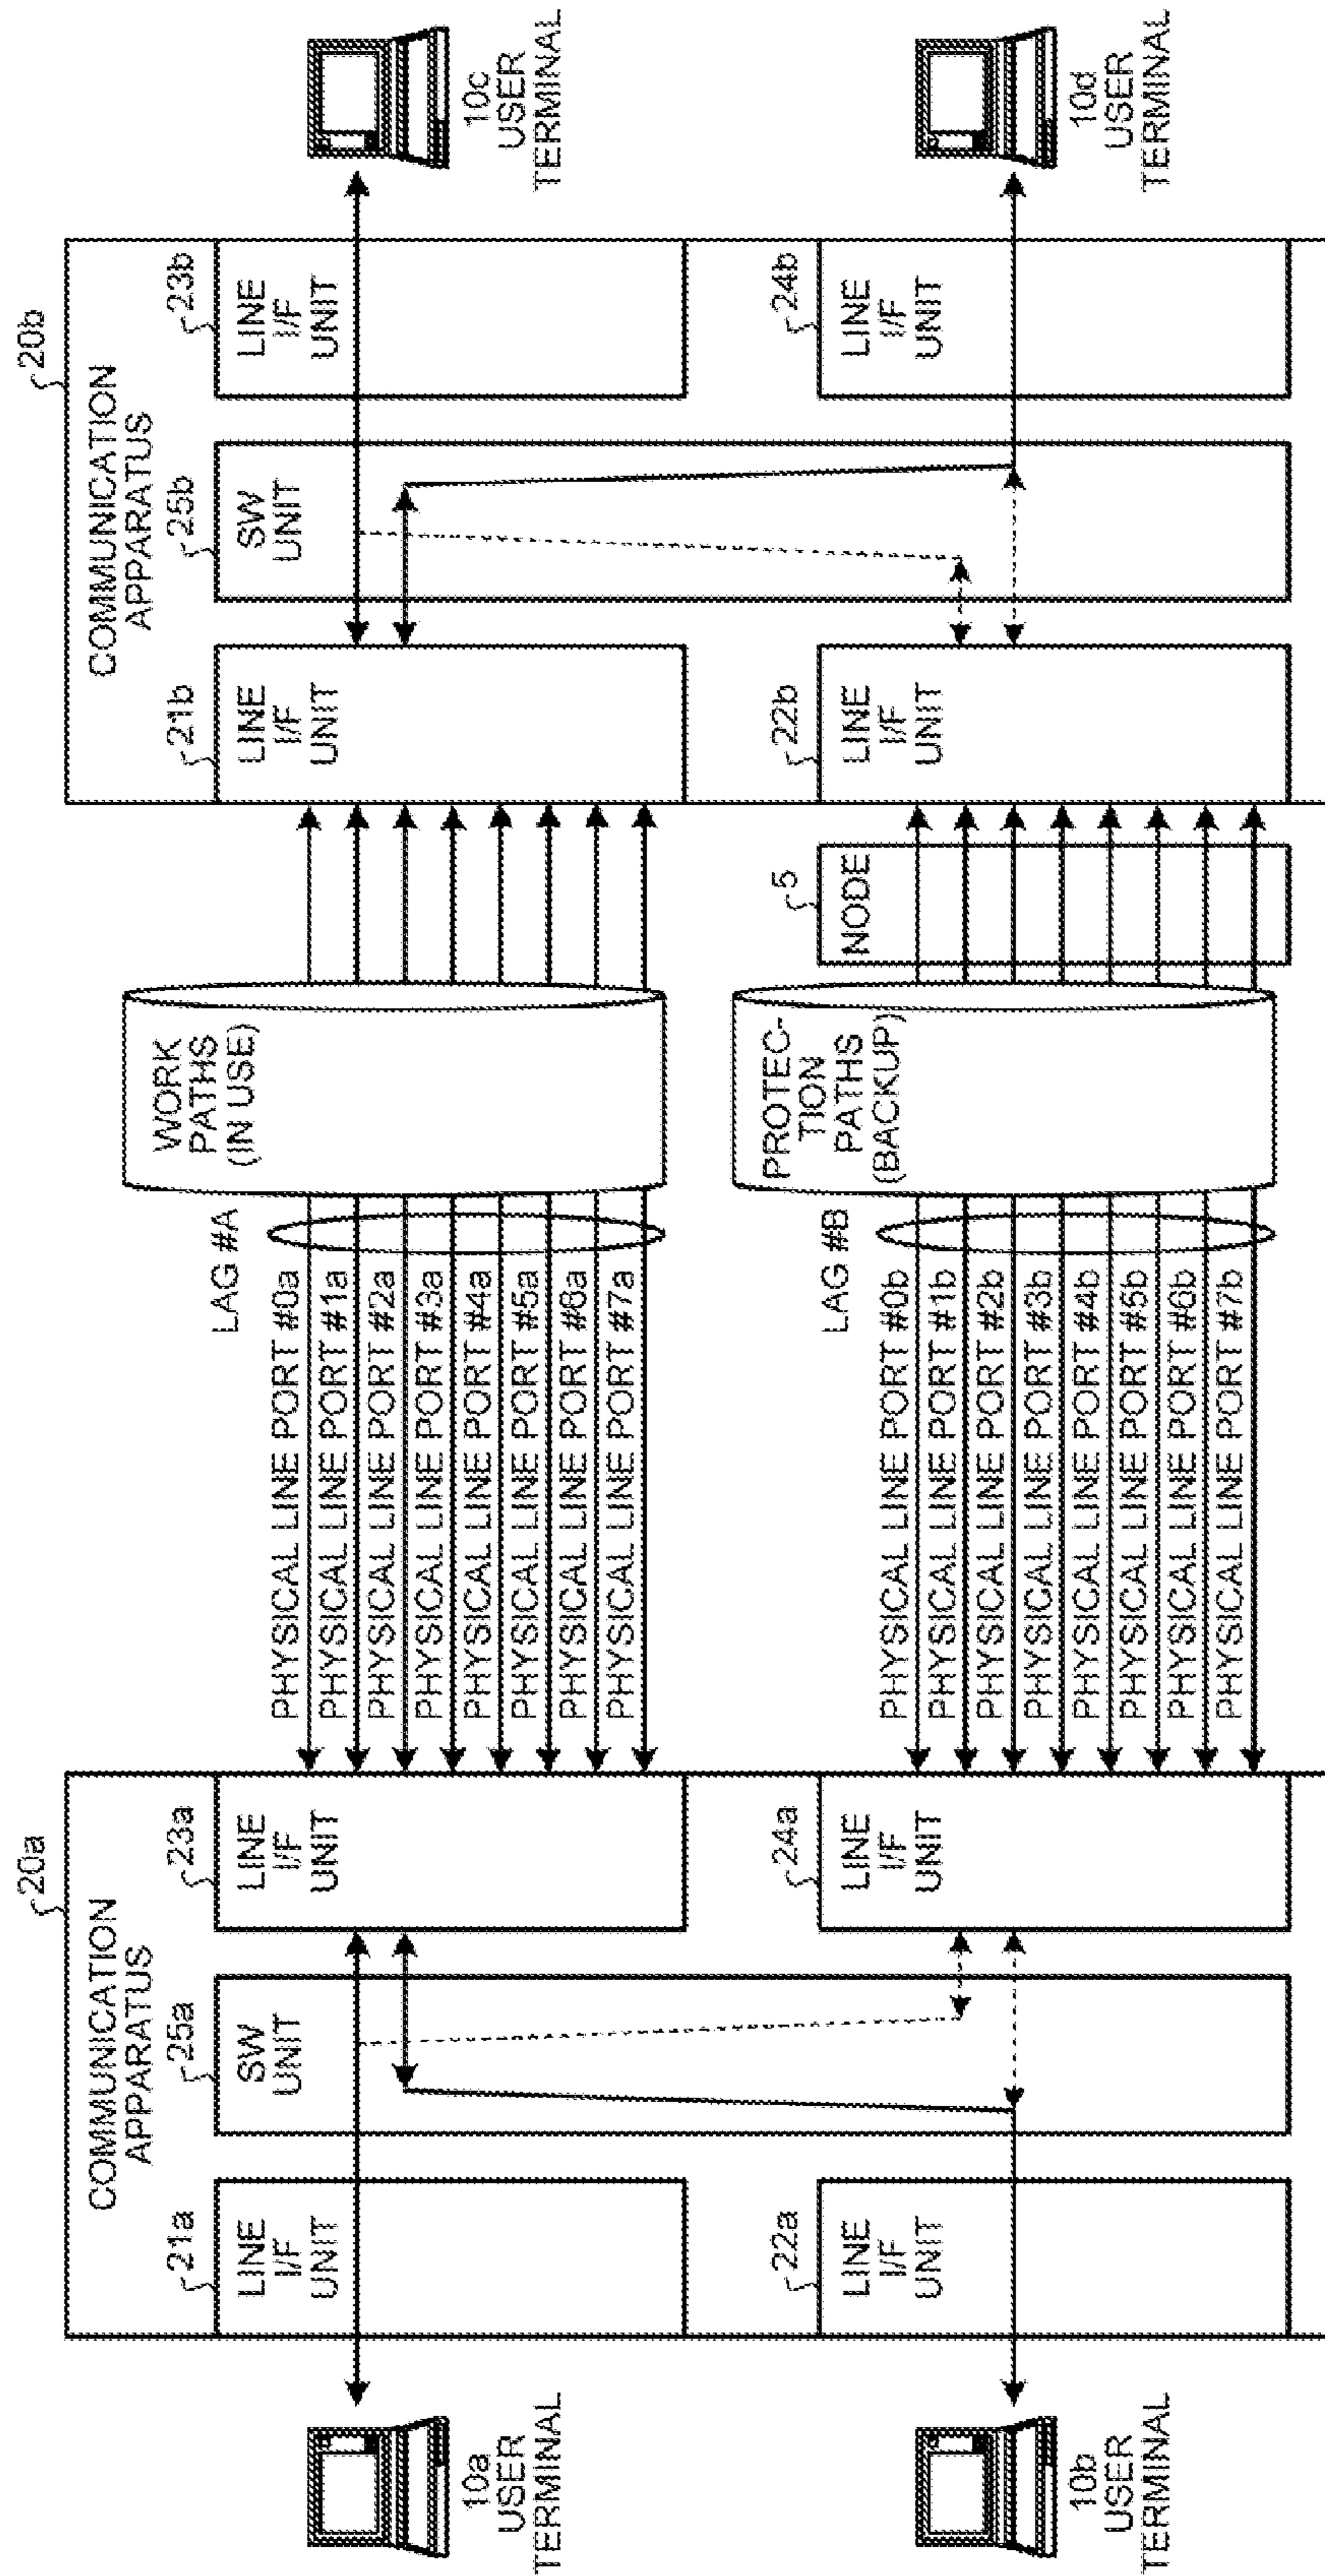 20a
COMMUNICATION
APPARATUS
21a
LINE
I/F
UNIT
25a
SW
UNIT
23a
LINE
I/F
UNIT
22a
LINE
I/F
UNIT
24a
LINE
I/F
UNIT
10a
USER
TERMINAL
10b
USER
TERMINAL
LAG #A
PHYSICAL LINE PORT #0a
PHYSICAL LINE PORT #1a
PHYSICAL LINE PORT #2a
PHYSICAL LINE PORT #3a
PHYSICAL LINE PORT #4a
PHYSICAL LINE PORT #5a
PHYSICAL LINE PORT #6a
PHYSICAL LINE PORT #7a
WORK
PATHS
(IN USE)
LAG #B
PHYSICAL LINE PORT #0b
PHYSICAL LINE PORT #1b
PHYSICAL LINE PORT #2b
PHYSICAL LINE PORT #3b
PHYSICAL LINE PORT #4b
PHYSICAL LINE PORT #5b
PHYSICAL LINE PORT #6b
PHYSICAL LINE PORT #7b
PROTEC-
TION
PATHS
(BACKUP)
5
NODE
20b
COMMUNICATION
APPARATUS
21b
LINE
I/F
UNIT
25b
SW
UNIT
23b
LINE
I/F
UNIT
22b
LINE
I/F
UNIT
24b
LINE
I/F
UNIT
10c
USER
TERMINAL
10d
USER
TERMINAL